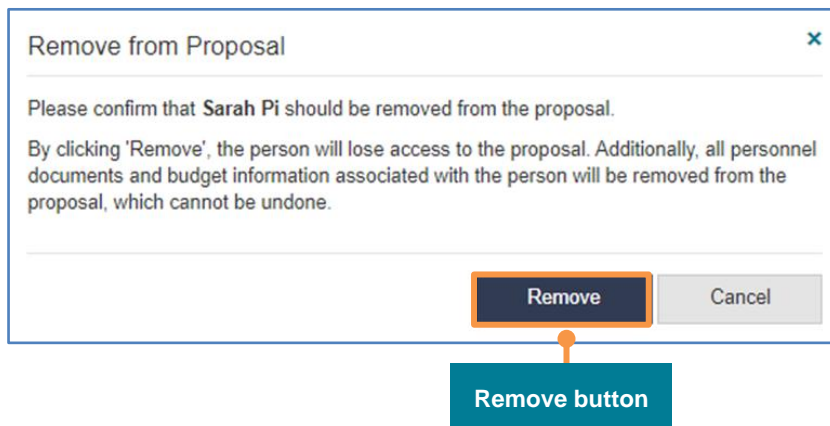 Remove from Proposal ×
Please confirm that Sarah Pi should be removed from the proposal.
By clicking 'Remove', the person will lose access to the proposal. Additionally, all personnel
documents and budget information associated with the person will be removed from the
proposal, which cannot be undone.
Remove Cancel
Remove button